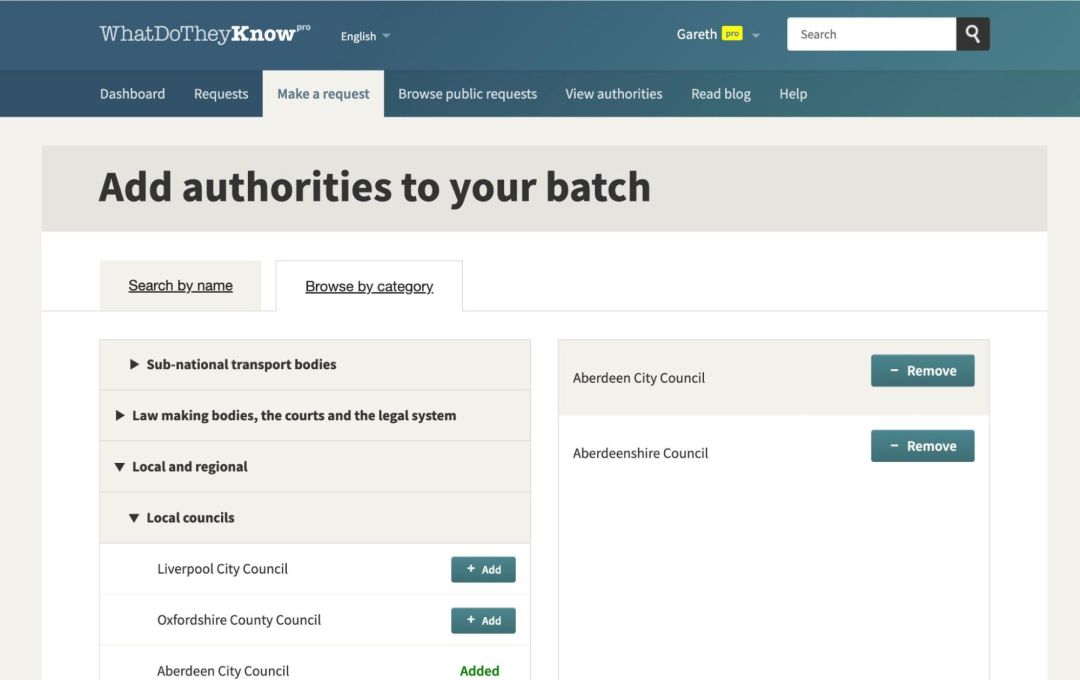 WhatDoTheyKnow pro
English
Gareth pro
Search
Dashboard Requests Make a request Browse public requests View authorities Read blog Help
Add authorities to your batch
Search by name Browse by category
Sub-national transport bodies
Law making bodies, the courts and the legal system
Local and regional
Local councils
Liverpool City Council + Add
Oxfordshire County Council + Add
Aberdeen City Council Added
Aberdeen City Council − Remove
Aberdeenshire Council − Remove